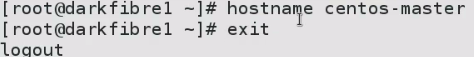 [root@darkfibre1 ~]# hostname centos-master
[root@darkfibre1 ~]# exit
logout